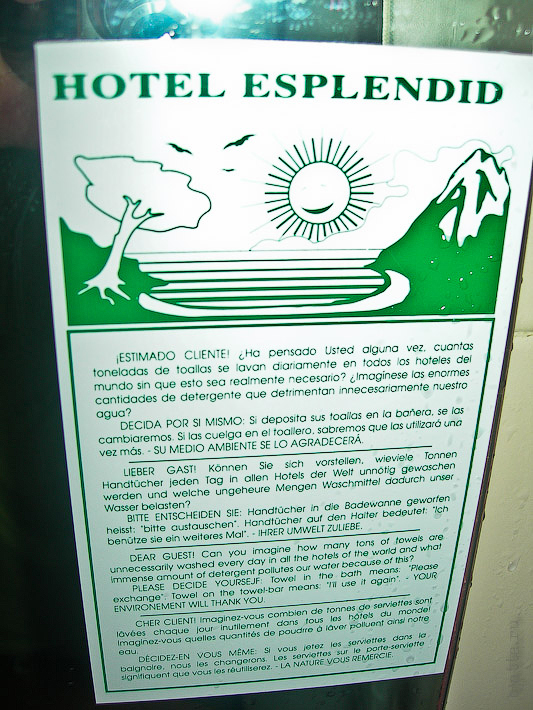 HOTEL ESPLENDID
¡ESTIMADO CLIENTE! ¿Ha pensado Usted alguna vez, cuantas
toneladas de toallas se lavan diariamente en todos los hoteles del
mundo sin que esto sea realmente necesario? ¿Imagínese las enormes
cantidades de detergente que detrimentan innecesariamente nuestro
agua?
DECIDA POR SI MISMO: Si deposita sus toallas en la bañera, se las
cambiaremos. Si las cuelga en el toallero, sabremos que las utilizará una
vez más. - SU MEDIO AMBIENTE SE LO AGRADECERÁ.
LIEBER GAST! Können Sie sich vorstellen, wieviele Tonnen
Handtücher jeden Tag in allen Hotels der Welt unnötig gewaschen
werden und welche ungeheure Mengen Waschmittel dadurch unser
Wasser belasten?
BITTE ENTSCHEIDEN SIE: Handtücher in die Badewanne geworfen
heisst: "bitte austauschen". Handtücher auf den Halter bedeutet: "Ich
benütze sie ein weiteres Mal". - IHRER UMWELT ZULIEBE.
DEAR GUEST! Can you imagine how many tons of towels are
unnecessarily washed every day in all the hotels of the world and what
immense amount of detergent pollutes our water because of this?
PLEASE DECIDE YOURSEJF: Towel in the bath means: "Please
exchange". Towel on the towel-bar means: "I'll use it again". - YOUR
ENVIRONEMENT WILL THANK YOU.
CHER CLIENT! Imaginez-vous combien de tonnes de serviettes sont
lâvées chaque jour inutilement dans tous les hôtels du monde!
Imaginez-vous quelles quantités de poudre à lâver polluent ainsi notre
eau.
DÉCIDEZ-EN VOUS MÊME: Si vous jetez les serviettes dans la
baignoire, nous les changerons. Les serviettes sur le porte-serviette
signifiquent que vous les réutiliserez. - LA NATURE VOUS REMERCIE.